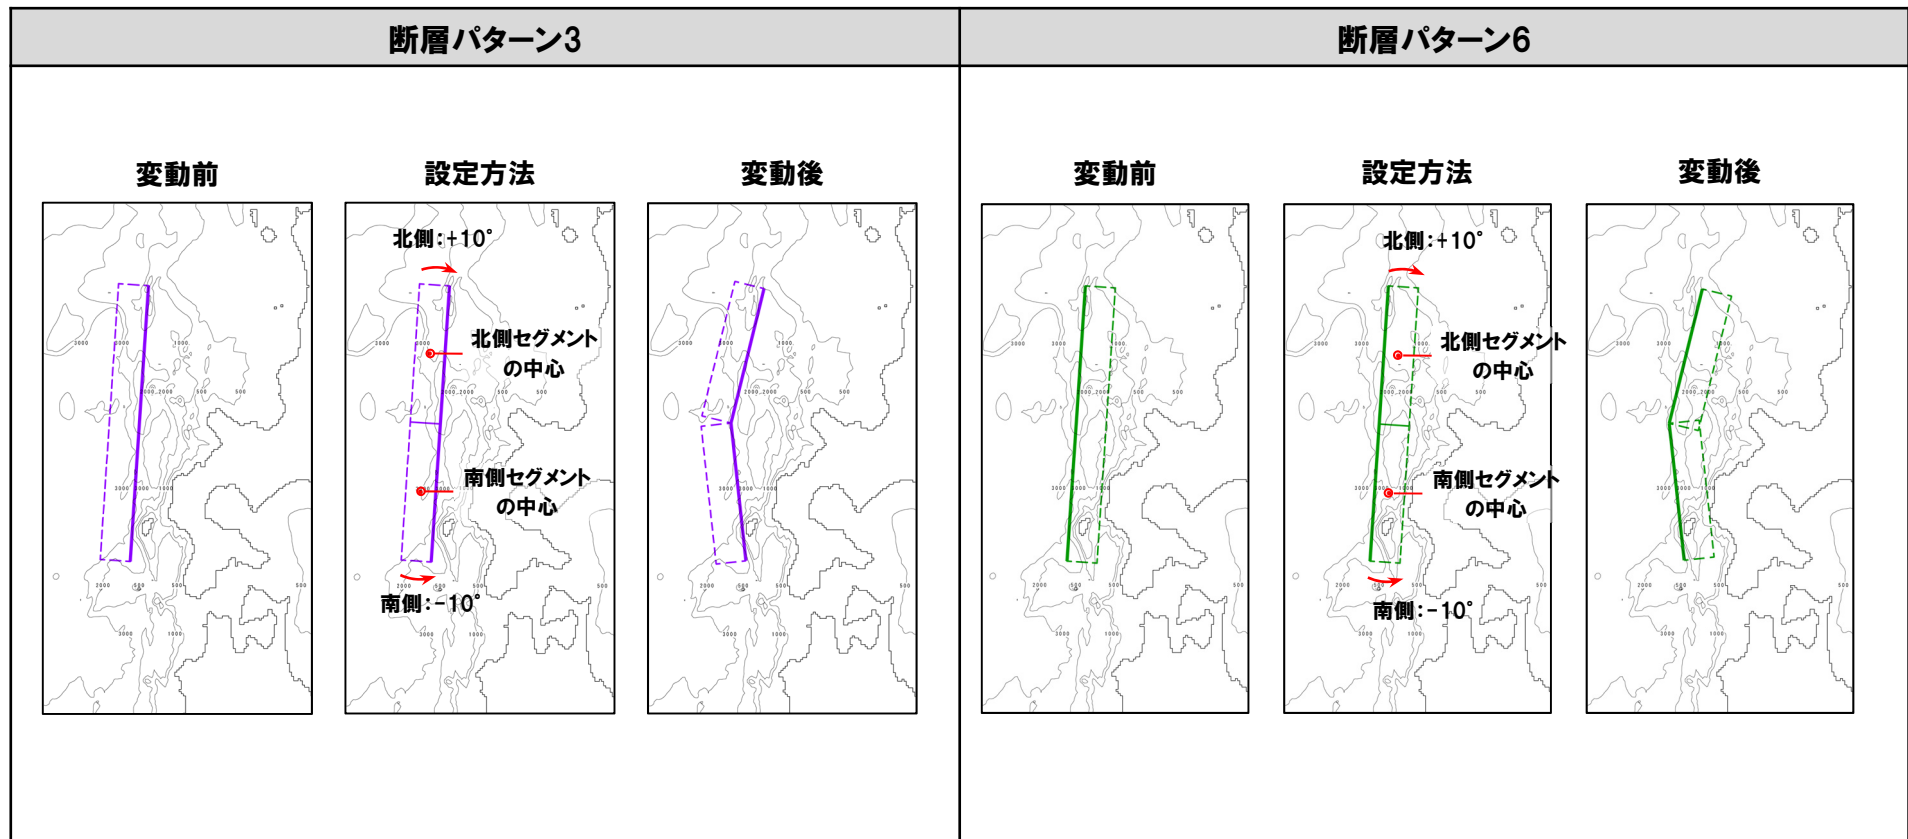 断層パターン3
断層パターン6
変動前
設定方法
変動後
変動前
設定方法
変動後
北側：+10°
北側セグメント
の中心
南側セグメント
の中心
南側：-10°
北側：+10°
北側セグメント
の中心
南側セグメント
の中心
南側：-10°